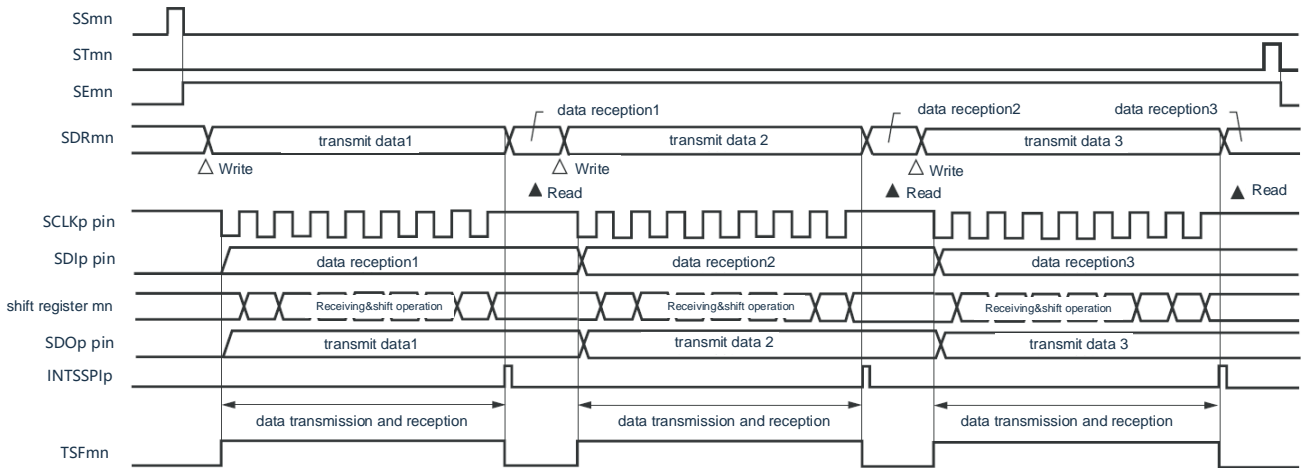 SSmn
STmn
SEmn
data reception1 data reception2 data reception3
SDRmn transmit data1 transmit data 2 transmit data 3
Write Write Write
Read Read Read
SCLKp pin
SDIp pin data reception1 data reception2 data reception3
shift register mn Receiving&shift operation Receiving&shift operation Receiving&shift operation
SDOp pin transmit data1 transmit data 2 transmit data 3
INTSSPIp
data transmission and reception data transmission and reception data transmission and reception
TSFmn